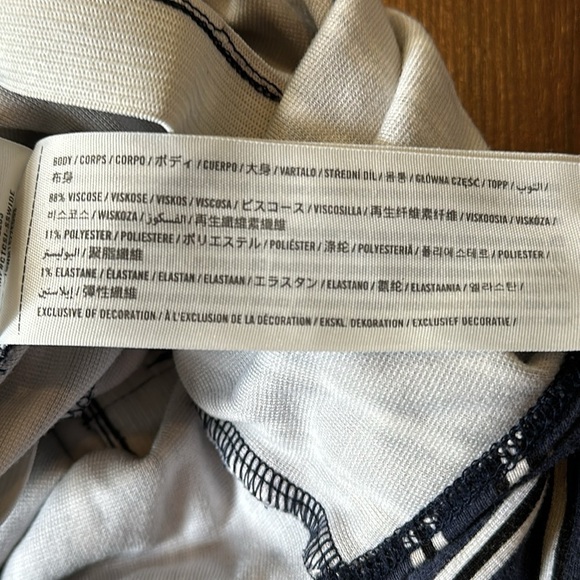 BODY / CORPS / CORPO / ボディ / CUERPO / 大身 / VARTALO / STŘEDNÍ DÍL / 몸통 / GŁÓWNA CZĘŚĆ / TOPP / الثوب /
布身
88% VISCOSE / VISKOSE / VISKOS / VISCOSA / ビスコース / VISCOSILLA / 再生纤维素纤维 / VISKOOSIA / VISKÓZA /
비스코스 / WISKOZA / الفسكوز / 再生纖維素纖維
11% POLYESTER / POLIESTERE / ポリエステル / POLIÉSTER / 涤纶 / POLYESTERIÄ / 폴리에스테르 / POLIESTER /
البوليستر / 聚脂纖維
1% ELASTANE / ÉLASTANE / ELASTAN / ELASTAAN / エラスタン / ELASTANO / 氨纶 / ELASTAANIA / 엘라스탄 /
إيلاستين / 彈性纖維
EXCLUSIVE OF DECORATION / À L'EXCLUSION DE LA DÉCORATION / EKSKL. DEKORATION / EXCLUSIEF DECORATIE /